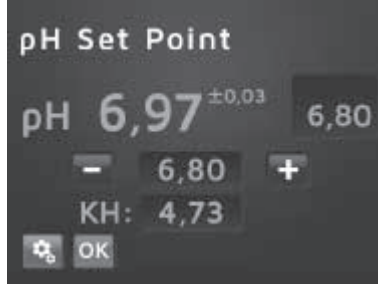 pH Set Point
pH 6,97 ±0,03 6,80
− 6,80 +
KH: 4,73
OK